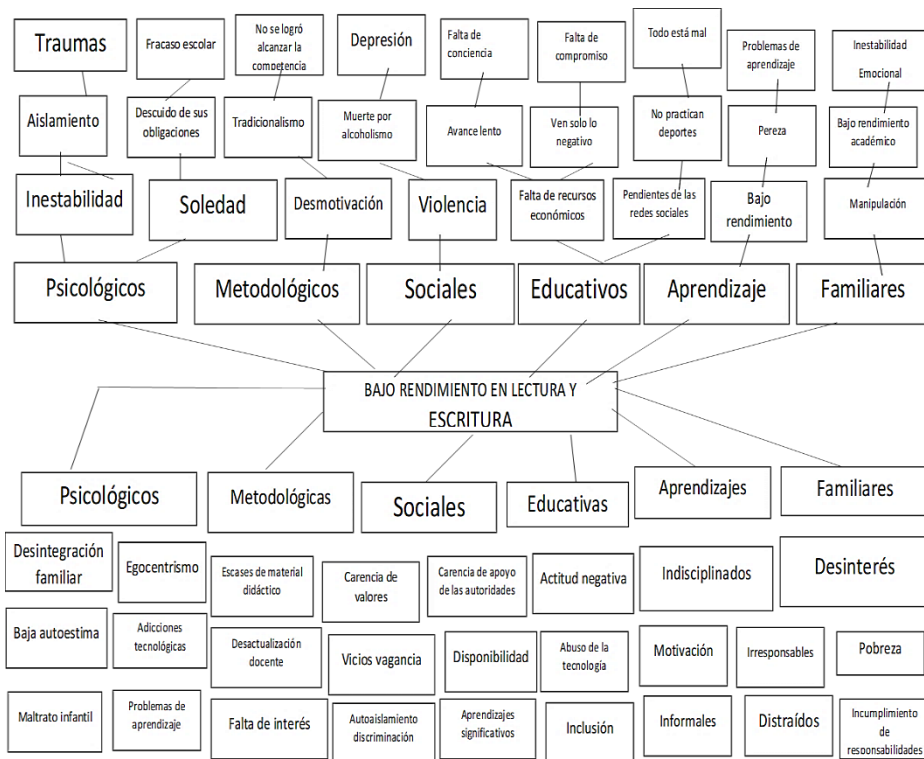 Traumas
Fracaso escolar
No se logró
alcanzar la
competencia
Depresión
Falta de
conciencia
Falta de
compromiso
Todo está mal
Problemas de
aprendizaje
Inestabilidad
Emocional
Aislamiento
Descuido de sus
obligaciones
Tradicionalismo
Muerte por
alcoholismo
Avance lento
Ven solo lo
negativo
No practican
deportes
Pereza
Bajo rendimiento
académico
Inestabilidad
Soledad
Desmotivación
Violencia
Falta de recursos
económicos
Pendientes de las
redes sociales
Bajo
rendimiento
Manipulación
Psicológicos
Metodológicos
Sociales
Educativos
Aprendizaje
Familiares
BAJO RENDIMIENTO EN LECTURA Y
ESCRITURA
Psicológicos
Metodológicas
Sociales
Educativas
Aprendizajes
Familiares
Desintegración
familiar
Egocentrismo
Escases de material
didáctico
Carencia de
valores
Carencia de apoyo
de las autoridades
Actitud negativa
Indisciplinados
Desinterés
Baja autoestima
Adicciones
tecnológicas
Desactualización
docente
Vicios vagancia
Disponibilidad
Abuso de la
tecnología
Motivación
Irresponsables
Pobreza
Maltrato infantil
Problemas de
aprendizaje
Falta de interés
Autoaislamiento
discriminación
Aprendizajes
significativos
Inclusión
Informales
Distraídos
Incumplimiento
de
responsabilidades